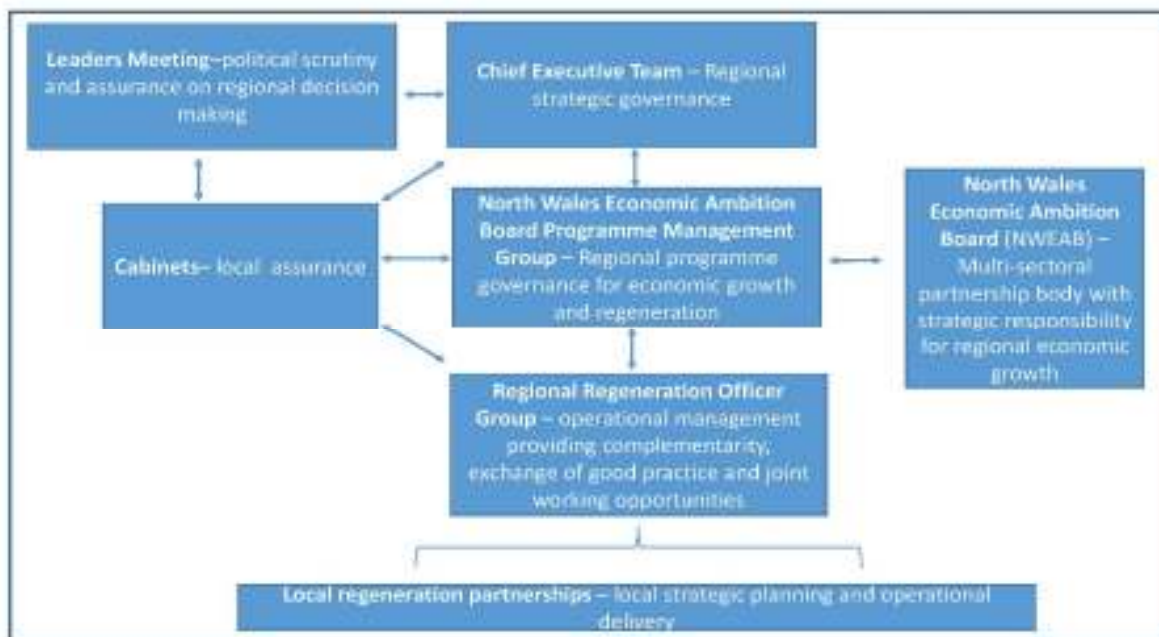 Leaders Meeting–political scrutiny
and assurance on regional decision
making
Chief Executive Team – Regional
strategic governance
Cabinets– local assurance
North Wales Economic Ambition
Board Programme Management
Group – Regional programme
governance for economic growth
and regeneration
North Wales
Economic Ambition
Board (NWEAB) –
Multi-sectoral
partnership body with
strategic responsibility
for regional economic
growth
Regional Regeneration Officer
Group – operational management
providing complementarity,
exchange of good practice and joint
working opportunities
Local regeneration partnerships – local strategic planning and operational
delivery